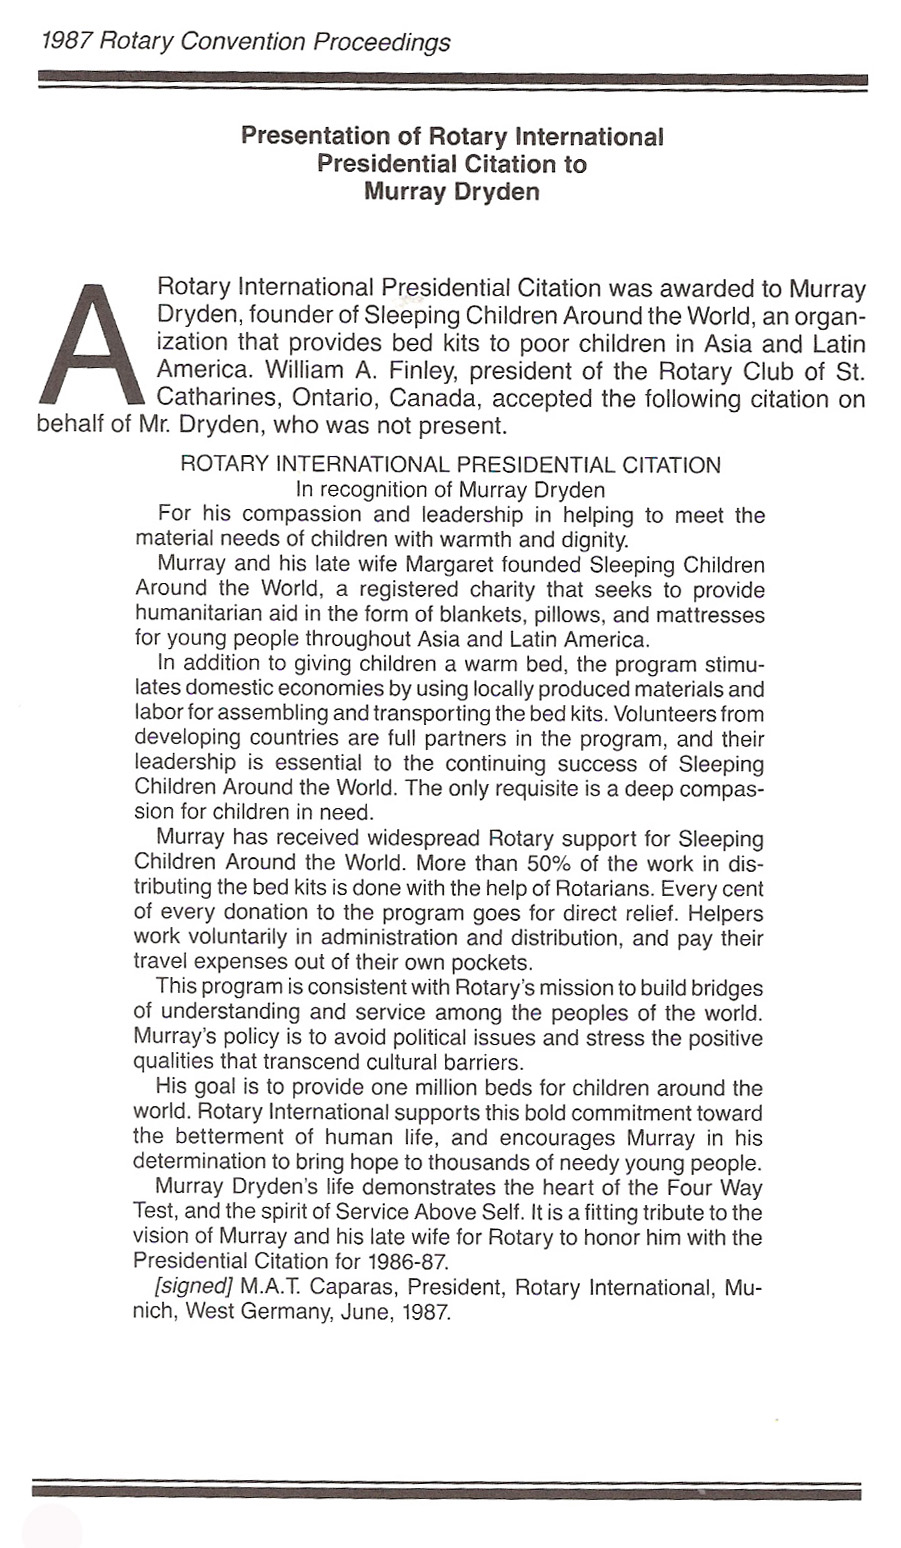 1987 Rotary Convention Proceedings
Presentation of Rotary International
Presidential Citation to
Murray Dryden
A Rotary International Presidential Citation was awarded to Murray
Dryden, founder of Sleeping Children Around the World, an organ-
ization that provides bed kits to poor children in Asia and Latin
America. William A. Finley, president of the Rotary Club of St.
Catharines, Ontario, Canada, accepted the following citation on
behalf of Mr. Dryden, who was not present.
ROTARY INTERNATIONAL PRESIDENTIAL CITATION
In recognition of Murray Dryden
For his compassion and leadership in helping to meet the
material needs of children with warmth and dignity.
Murray and his late wife Margaret founded Sleeping Children
Around the World, a registered charity that seeks to provide
humanitarian aid in the form of blankets, pillows, and mattresses
for young people throughout Asia and Latin America.
In addition to giving children a warm bed, the program stimu-
lates domestic economies by using locally produced materials and
labor for assembling and transporting the bed kits. Volunteers from
developing countries are full partners in the program, and their
leadership is essential to the continuing success of Sleeping
Children Around the World. The only requisite is a deep compas-
sion for children in need.
Murray has received widespread Rotary support for Sleeping
Children Around the World. More than 50% of the work in dis-
tributing the bed kits is done with the help of Rotarians. Every cent
of every donation to the program goes for direct relief. Helpers
work voluntarily in administration and distribution, and pay their
travel expenses out of their own pockets.
This program is consistent with Rotary's mission to build bridges
of understanding and service among the peoples of the world.
Murray's policy is to avoid political issues and stress the positive
qualities that transcend cultural barriers.
His goal is to provide one million beds for children around the
world. Rotary International supports this bold commitment toward
the betterment of human life, and encourages Murray in his
determination to bring hope to thousands of needy young people.
Murray Dryden's life demonstrates the heart of the Four Way
Test, and the spirit of Service Above Self. It is a fitting tribute to the
vision of Murray and his late wife for Rotary to honor him with the
Presidential Citation for 1986-87.
[signed] M.A.T. Caparas, President, Rotary International, Mu-
nich, West Germany, June, 1987.